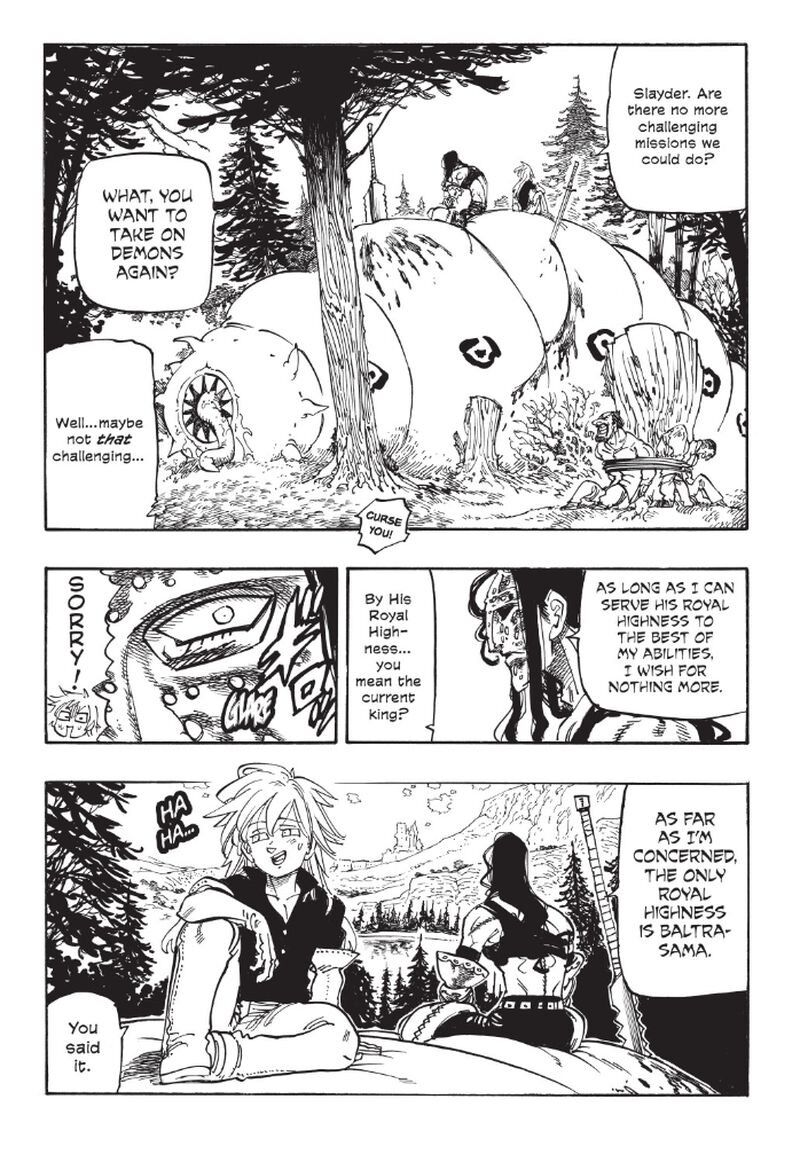 Slayder. Are
there no more
challenging
missions we
could do?
WHAT, YOU
WANT TO
TAKE ON
DEMONS
AGAIN?
Well...maybe
not that
challenging...
CURSE
YOU!
AS LONG AS I CAN
SERVE HIS ROYAL
HIGHNESS TO
THE BEST OF
MY ABILITIES,
I WISH FOR
NOTHING MORE.
By His
Royal
High-
ness...
you
mean the
current
king?
GLARE
SORRY!
AS FAR
AS I'M
CONCERNED,
THE ONLY
ROYAL
HIGHNESS
IS BALTRA-
SAMA.
HA
HA...
You
said
it.